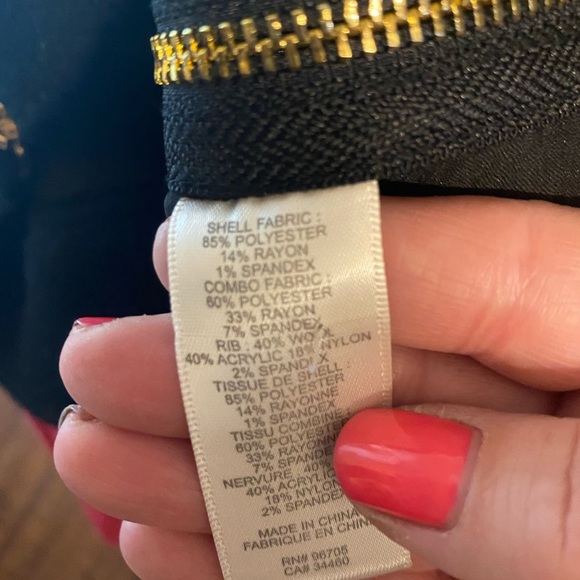 SHELL FABRIC :
85% POLYESTER
14% RAYON
1% SPANDEX
COMBO FABRIC :
60% POLYESTER
33% RAYON
7% SPANDEX
RIB : 40% WOOL
40% ACRYLIC 18% NYLON
2% SPANDEX
TISSUE DE SHELL :
85% POLYESTER
14% RAYONNE
1% SPANDEX
TISSU COMBINE :
60% POLYESTER
33% RAYONNE
7% SPANDEX
NERVURE : 40%
40% ACRYLIC
18% NYLON
2% SPANDEX
MADE IN CHINA
FABRIQUE EN CHINE
RN# 96705
CA# 34460